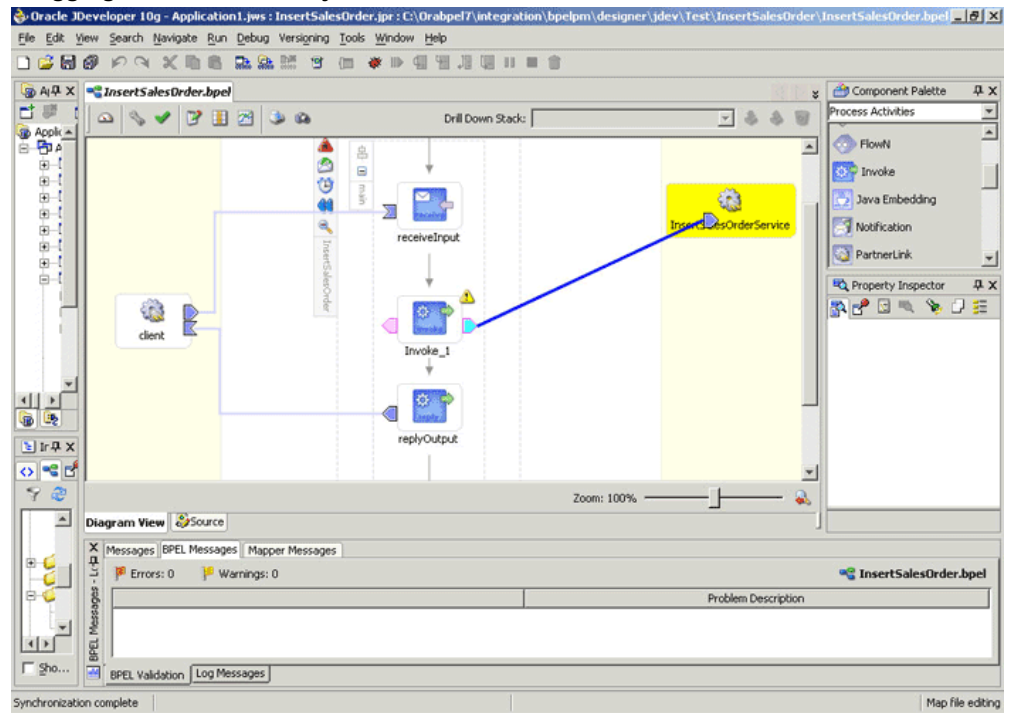 Oracle JDeveloper 10g - Application1.jws : InsertSalesOrder.jpr : C:\Orabpel7\integration\bpelpm\designer\jdev\Test\InsertSalesOrder\InsertSalesOrder.bpel
File Edit View Search Navigate Run Debug Versioning Tools Window Help
InsertSalesOrder.bpel
Component Palette
Drill Down Stack:
Process Activities
FlowN
Invoke
Java Embedding
Notification
PartnerLink
main
InsertSalesOrder
receiveInput
InsertSalesOrderService
client
Invoke_1
replyOutput
Property Inspector
Zoom: 100%
Diagram View Source
Messages BPEL Messages Mapper Messages
Errors: 0 Warnings: 0 InsertSalesOrder.bpel
Problem Description
BPEL Messages
Sho...
BPEL Validation Log Messages
Synchronization complete Map file editing